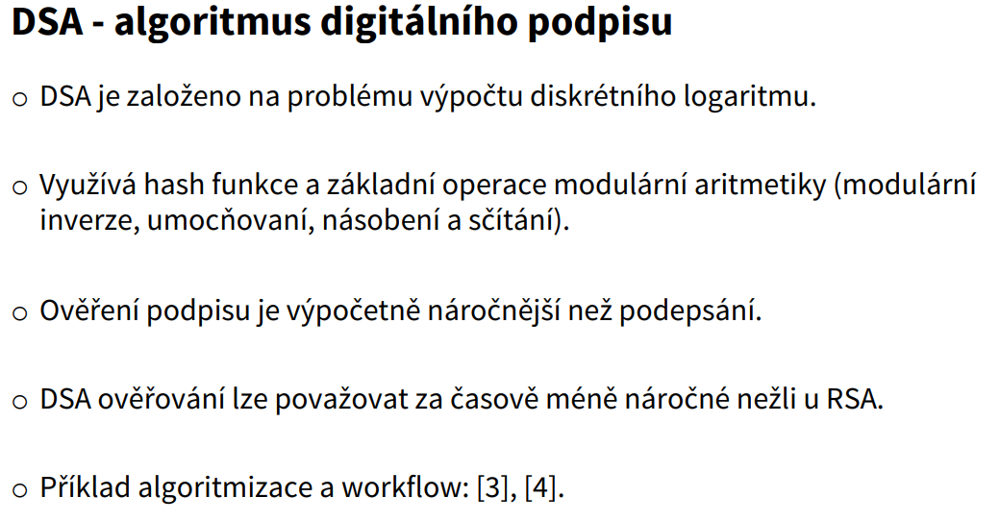 DSA - algoritmus digitálního podpisu
○ DSA je založeno na problému výpočtu diskrétního logaritmu.
○ Využívá hash funkce a základní operace modulární aritmetiky (modulární
inverze, umocňovaní, násobení a sčítání).
○ Ověření podpisu je výpočetně náročnější než podepsání.
○ DSA ověřování lze považovat za časově méně náročné nežli u RSA.
○ Příklad algoritmizace a workflow: [3], [4].